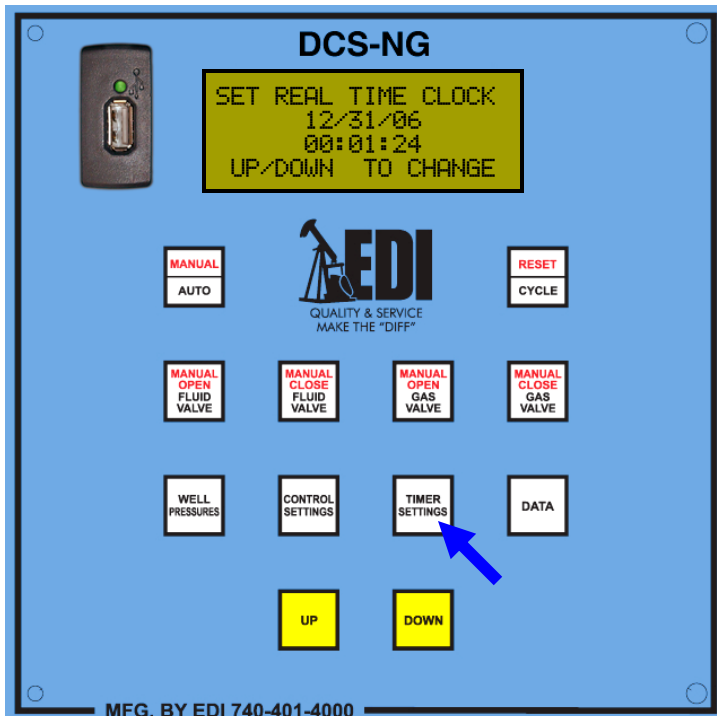 DCS-NG
SET REAL TIME CLOCK
12/31/06
00:01:24
UP/DOWN TO CHANGE
EDI
QUALITY & SERVICE
MAKE THE "DIFF"
MANUAL
AUTO
RESET
CYCLE
MANUAL
OPEN
FLUID
VALVE
MANUAL
CLOSE
FLUID
VALVE
MANUAL
OPEN
GAS
VALVE
MANUAL
CLOSE
GAS
VALVE
WELL
PRESSURES
CONTROL
SETTINGS
TIMER
SETTINGS
DATA
UP
DOWN
MFG. BY EDI 740-401-4000